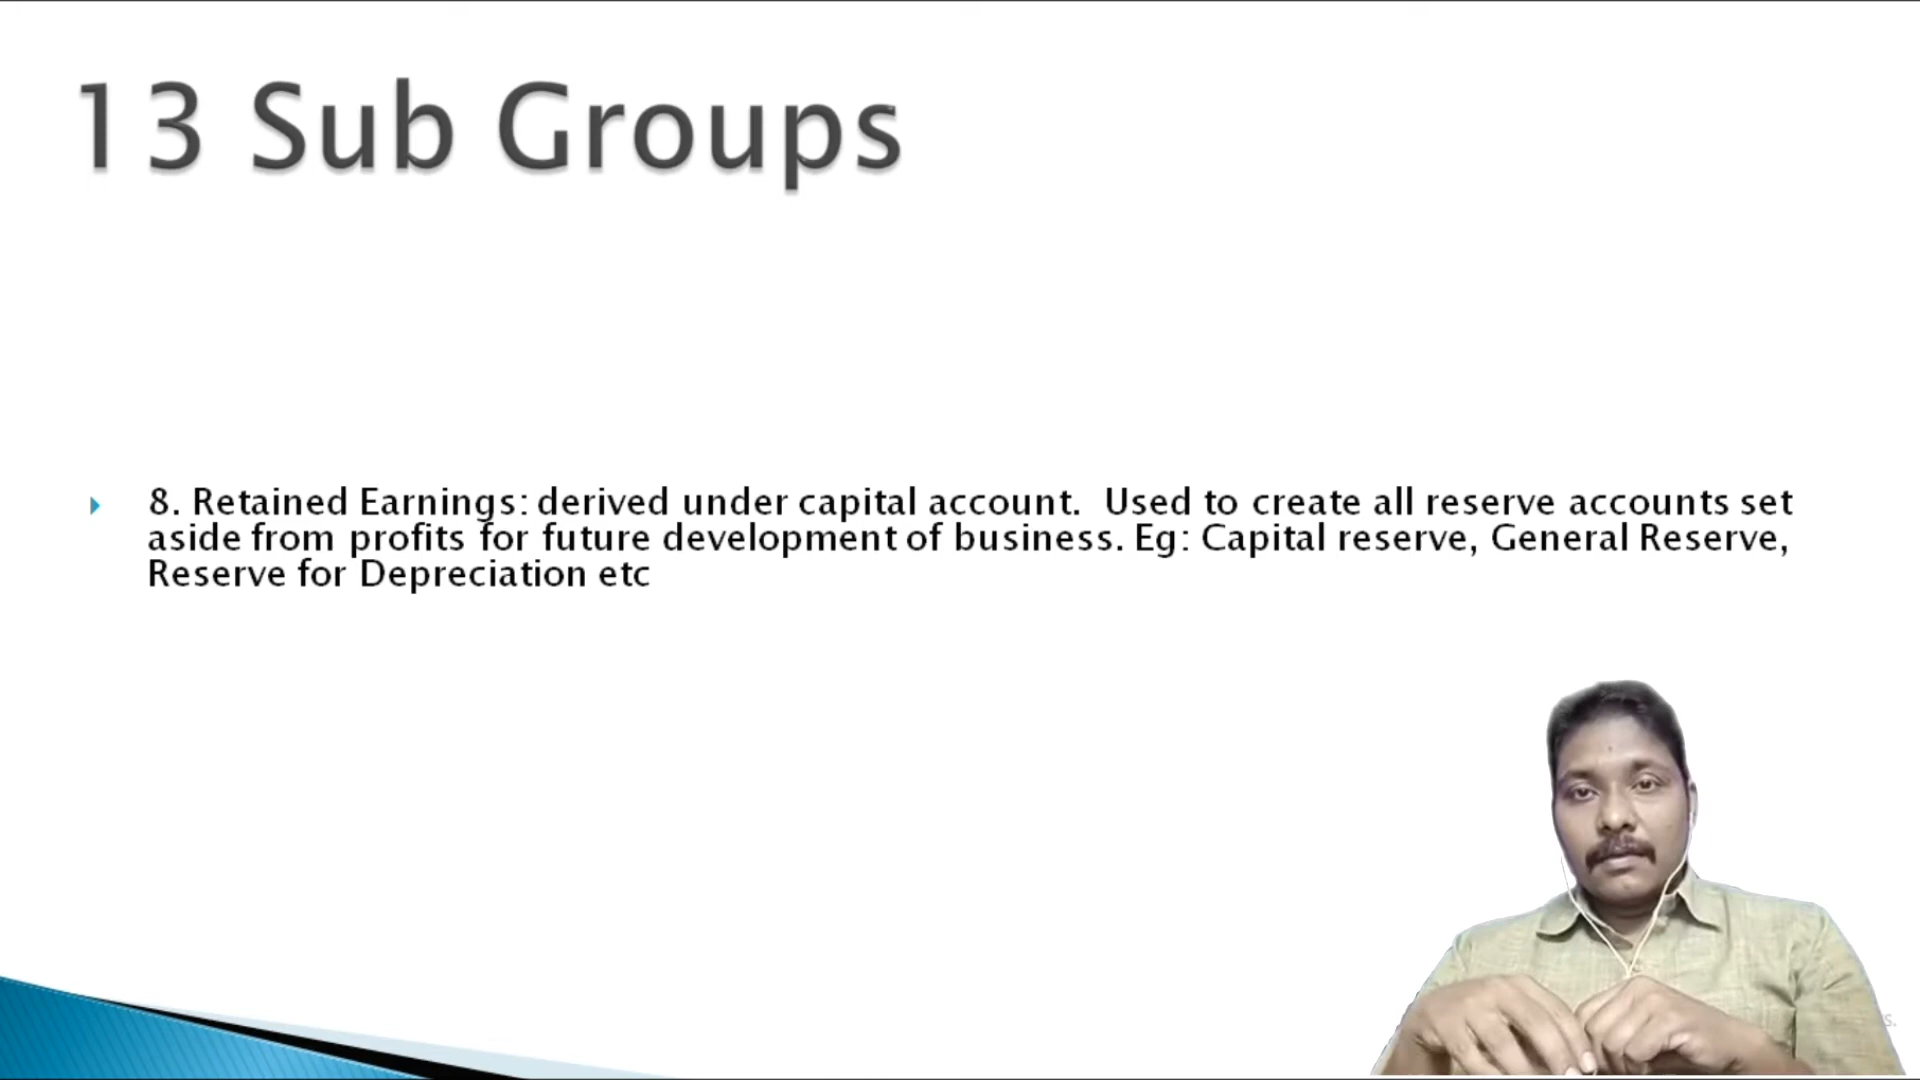 13 Sub Groups
8. Retained Earnings: derived under capital account.  Used to create all reserve accounts set
aside from profits for future development of business. Eg: Capital reserve, General Reserve,
Reserve for Depreciation etc
s.